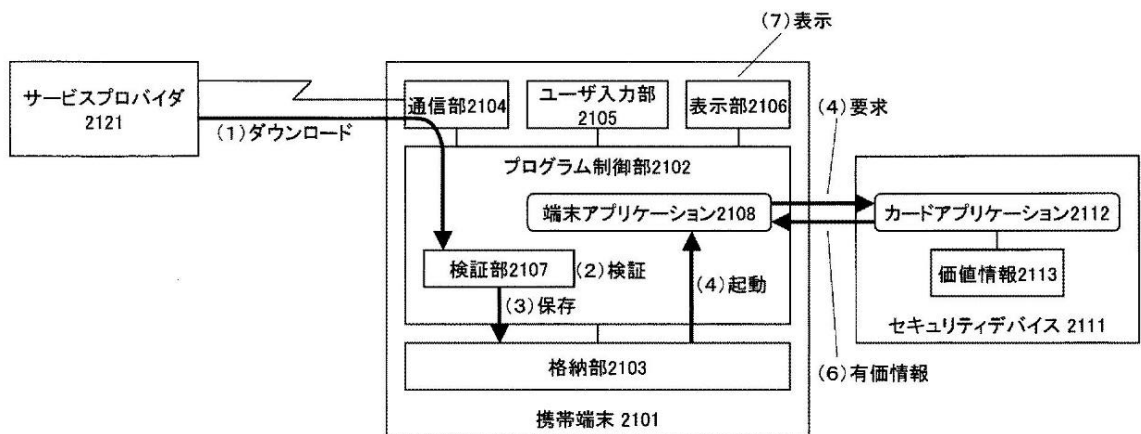 (7)表示
サービスプロバイダ
2121
(1)ダウンロード
通信部2104
ユーザ入力部
2105
表示部2106
(4)要求
プログラム制御部2102
端末アプリケーション2108
カードアプリケーション2112
検証部2107
(2)検証
(4)起動
価値情報2113
(3)保存
セキュリティデバイス 2111
格納部2103
(6)有価情報
携帯端末 2101